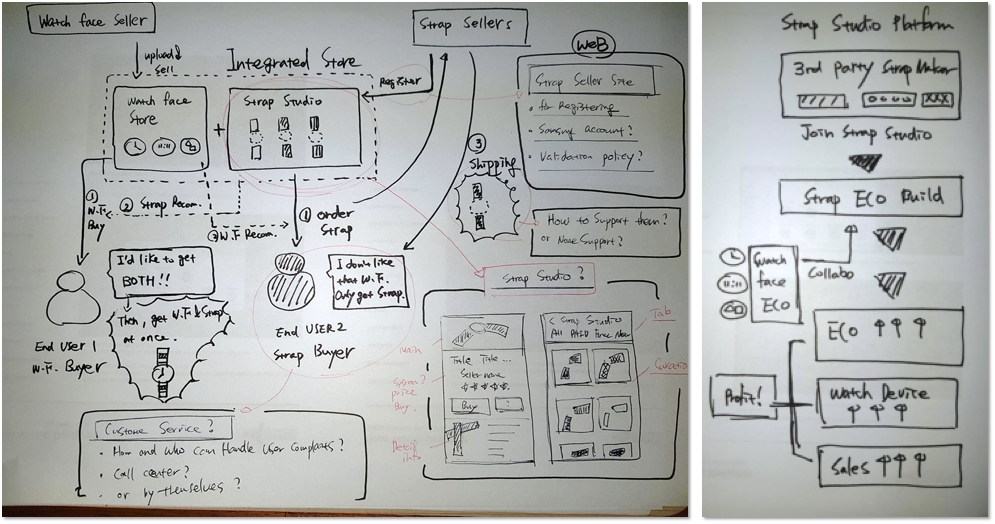 Watch face Seller
upload &
Sell
Integrated Store
Watch face
Store
+
Strap Studio
Strap Sellers
Register
WEB
Strap Seller Site
• for Registering
• Samsung account?
• Validation policy?
③
Shipping
How to Support them?
or None Support?
①
W.F.
Buy
② Strap Recom.
② W.F Recom.
① order
Strap
I'd like to get
BOTH!!
Then, get W.F & Strap
at once.
End User 1
W.F. Buyer
I don't like
that W.F.
Only get Strap.
End USER 2
Strap Buyer
Strap Studio?
Main
Title Title ...
Seller name
Buy
?
price
Buy.
Detail
info
< Strap Studio
All PAID Free New
Tab
Custome Service?
• How and Who can Handle User Complaints?
• Call center?
• or by themselves?
Strap Studio Platform
3rd Party Strap Maker
XXX
Join Strap Studio
Strap ECO Build
Watch
face
ECO
Collabo
ECO
Profit!
Watch Device
Sales